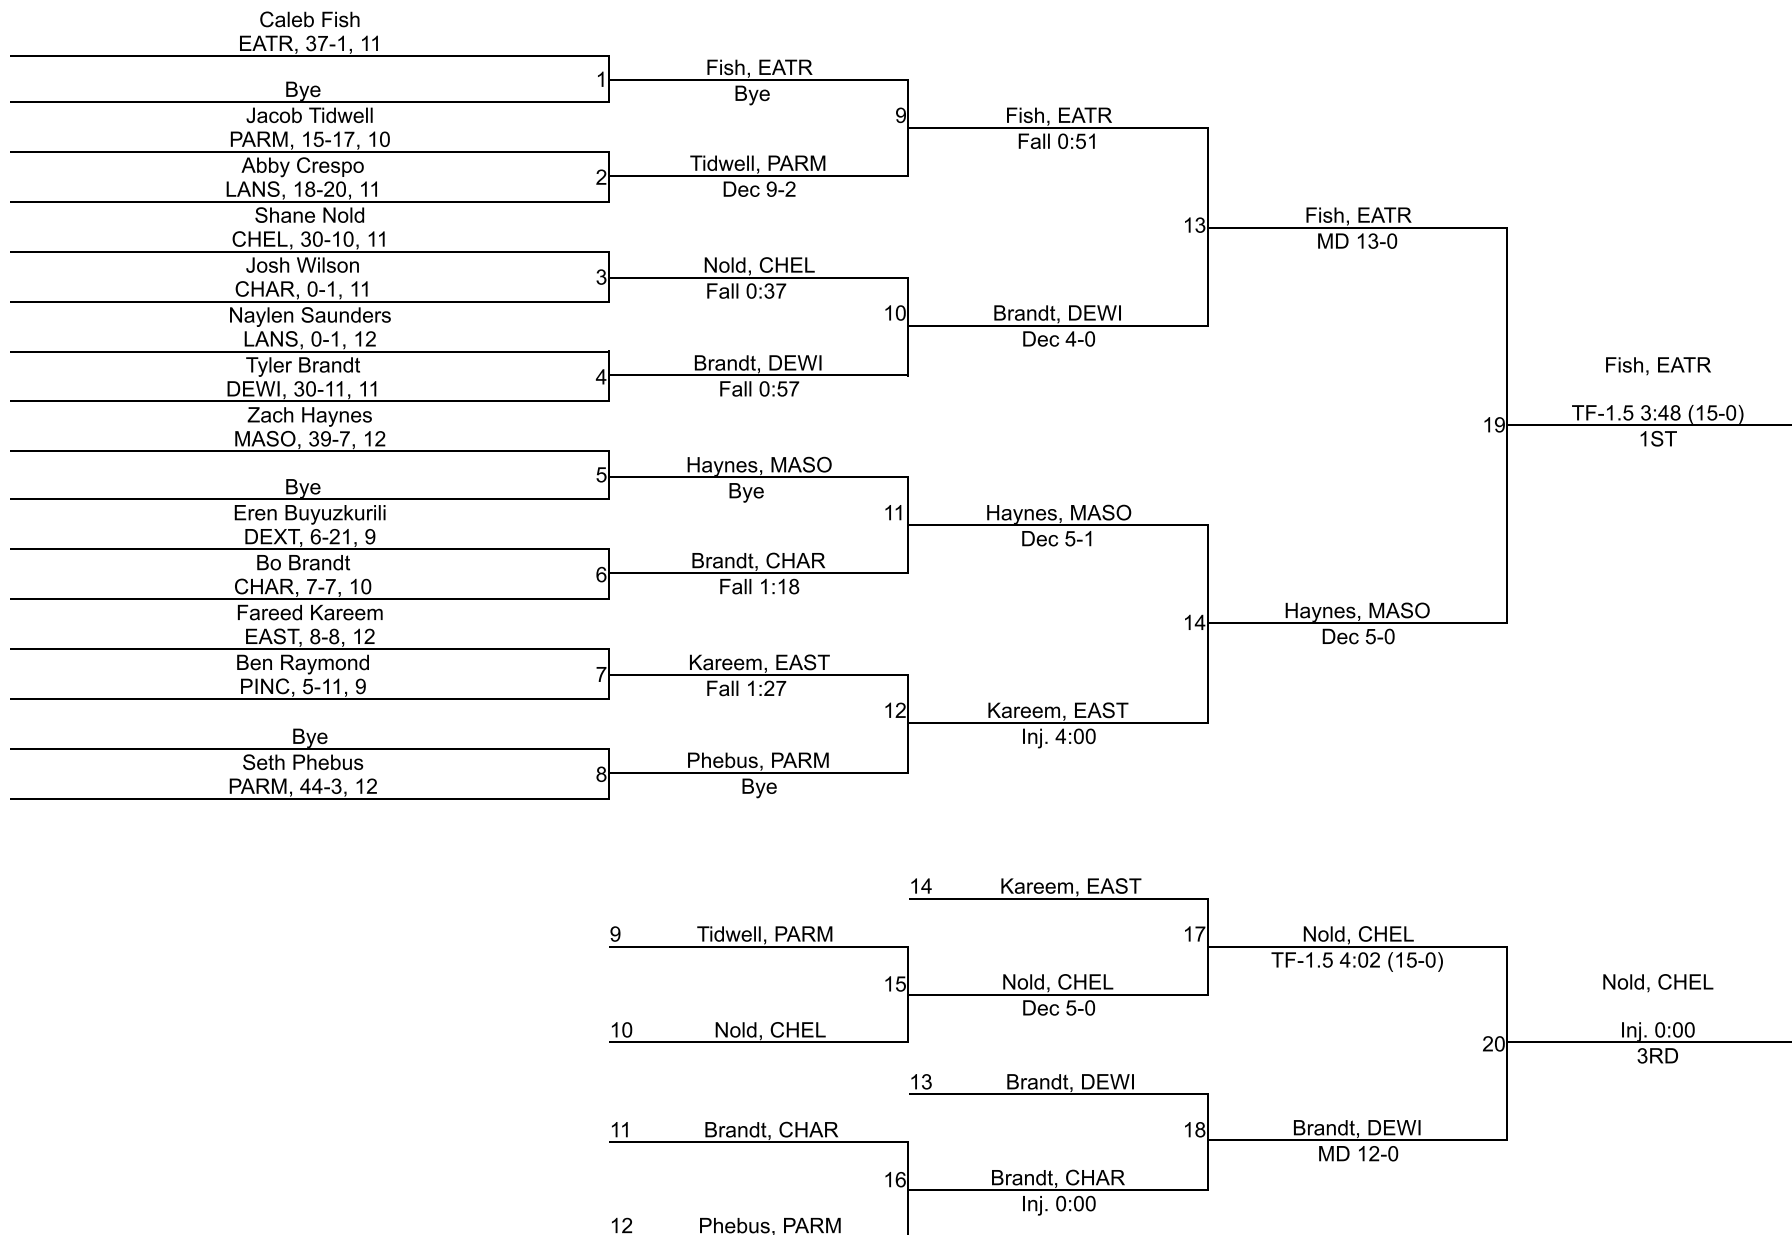 Caleb Fish
EATR, 37-1, 11
1
Fish, EATR
Bye
Bye
9
Fish, EATR
Fall 0:51
Jacob Tidwell
PARM, 15-17, 10
2
Tidwell, PARM
Dec 9-2
Abby Crespo
LANS, 18-20, 11
13
Fish, EATR
MD 13-0
Shane Nold
CHEL, 30-10, 11
3
Nold, CHEL
Fall 0:37
Josh Wilson
CHAR, 0-1, 11
10
Brandt, DEWI
Dec 4-0
Naylen Saunders
LANS, 0-1, 12
4
Brandt, DEWI
Fall 0:57
Tyler Brandt
DEWI, 30-11, 11
19
Fish, EATR
TF-1.5 3:48 (15-0)
1ST
Zach Haynes
MASO, 39-7, 12
5
Haynes, MASO
Bye
Bye
11
Haynes, MASO
Dec 5-1
Eren Buyuzkurili
DEXT, 6-21, 9
6
Brandt, CHAR
Fall 1:18
Bo Brandt
CHAR, 7-7, 10
14
Haynes, MASO
Dec 5-0
Fareed Kareem
EAST, 8-8, 12
7
Kareem, EAST
Fall 1:27
Ben Raymond
PINC, 5-11, 9
12
Kareem, EAST
Inj. 4:00
Bye
8
Phebus, PARM
Bye
Seth Phebus
PARM, 44-3, 12
14
Kareem, EAST
9
Tidwell, PARM
17
Nold, CHEL
TF-1.5 4:02 (15-0)
15
Nold, CHEL
Dec 5-0
10
Nold, CHEL
20
Nold, CHEL
Inj. 0:00
3RD
13
Brandt, DEWI
11
Brandt, CHAR
18
Brandt, DEWI
MD 12-0
16
Brandt, CHAR
Inj. 0:00
12
Phebus, PARM